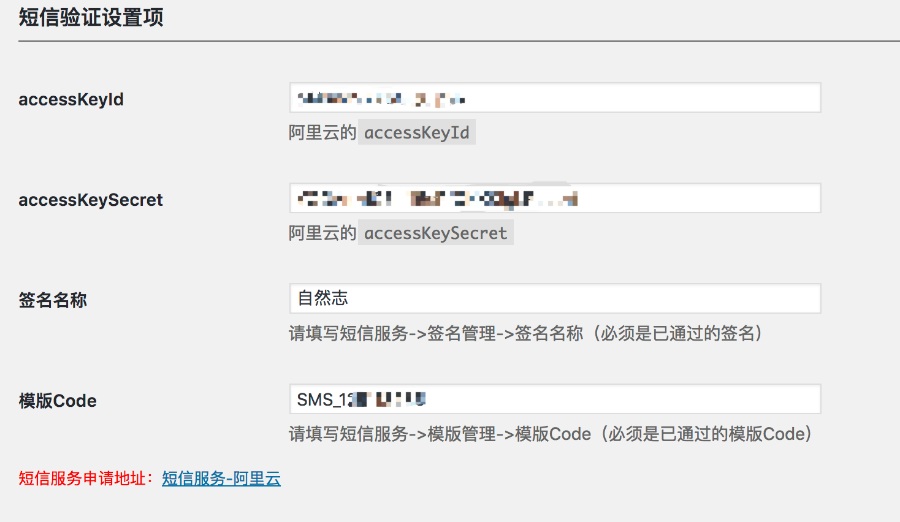 短信验证设置项
accessKeyId
阿里云的 accessKeyId
accessKeySecret
阿里云的 accessKeySecret
签名名称
自然志
请填写短信服务->签名管理->签名名称（必须是已通过的签名）
模版Code
SMS_1
请填写短信服务->模版管理->模版Code（必须是已通过的模版Code）
短信服务申请地址：短信服务-阿里云